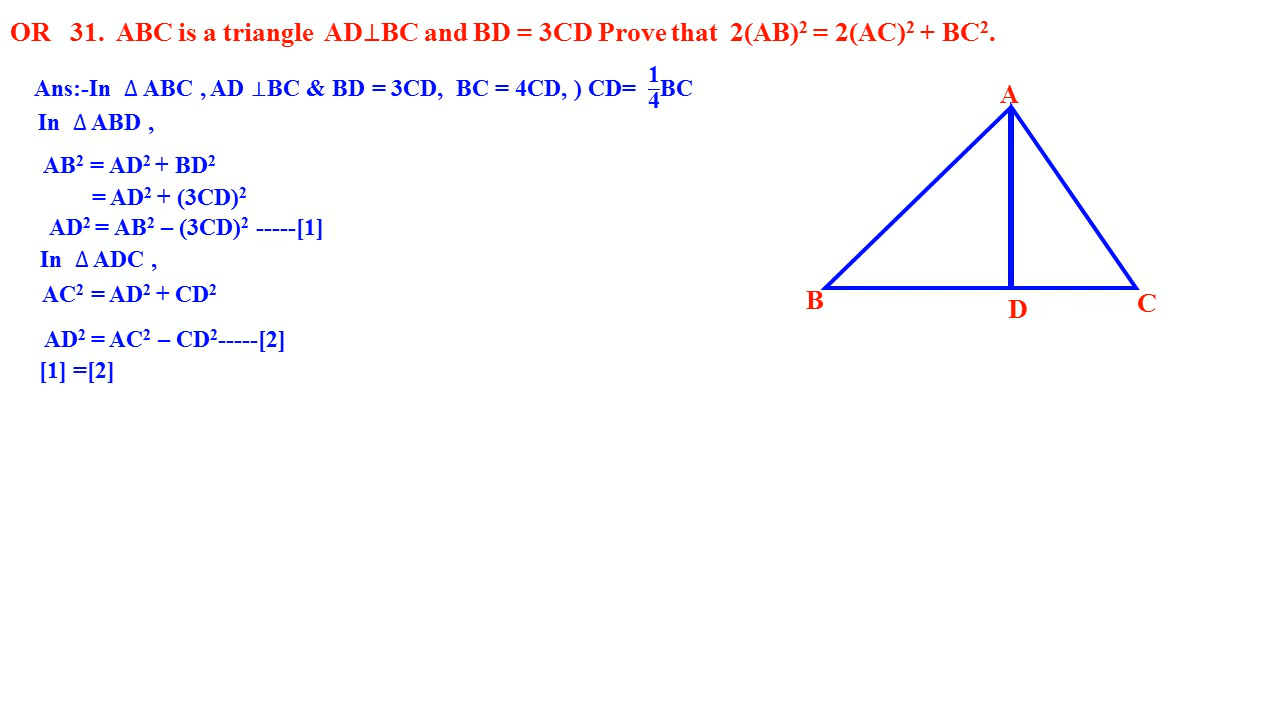 OR 31. ABC is a triangle AD⊥BC and BD = 3CD Prove that 2(AB)² = 2(AC)² + BC².
Ans:-In Δ ABC , AD ⊥BC & BD = 3CD, BC = 4CD, ) CD= 1/4 BC
In Δ ABD ,
AB² = AD² + BD²
= AD² + (3CD)²
AD² = AB² – (3CD)² -----[1]
In Δ ADC ,
AC² = AD² + CD²
AD² = AC² – CD²-----[2]
[1] =[2]
A
B
D
C